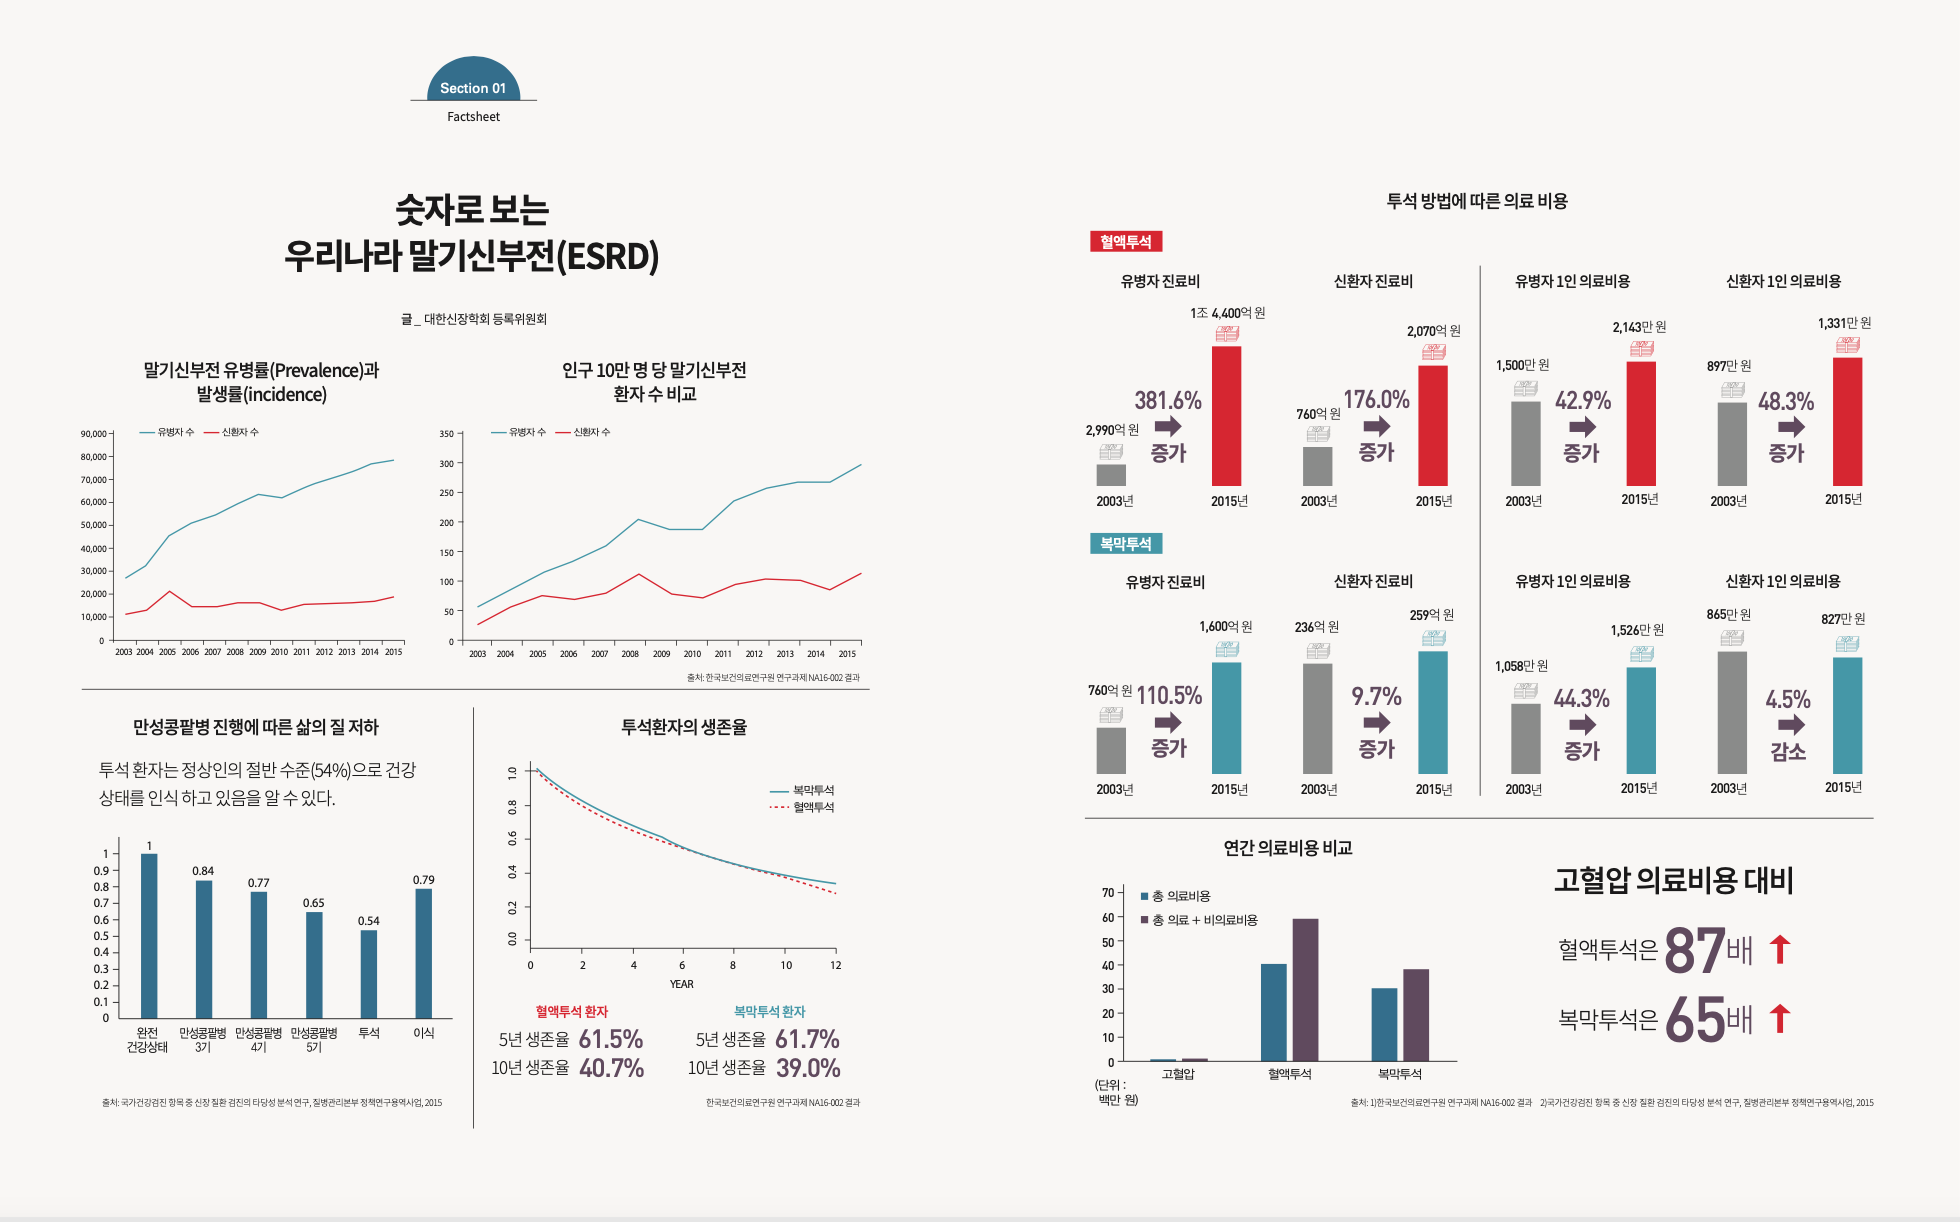 Section 01
Factsheet
숫자로 보는
우리나라 말기신부전(ESRD)
글 _ 대한신장학회 등록위원회
말기신부전 유병률(Prevalence)과
발생률(incidence)
유병자 수 신환자 수
90,000
80,000
70,000
60,000
50,000
40,000
30,000
20,000
10,000
0
2003 2004 2005 2006 2007 2008 2009 2010 2011 2012 2013 2014 2015
인구 10만 명 당 말기신부전
환자 수 비교
유병자 수 신환자 수
350
300
250
200
150
100
50
0
2003 2004 2005 2006 2007 2008 2009 2010 2011 2012 2013 2014 2015
출처: 한국보건의료연구원 연구과제 NA16-002 결과
만성콩팥병 진행에 따른 삶의 질 저하
투석 환자는 정상인의 절반 수준(54%)으로 건강
상태를 인식 하고 있음을 알 수 있다.
1
0.9
0.8
0.7
0.6
0.5
0.4
0.3
0.2
0.1
0
1
0.84
0.77
0.65
0.54
0.79
완전
건강상태
만성콩팥병
3기
만성콩팥병
4기
만성콩팥병
5기
투석
이식
출처: 국가건강검진 항목 중 신장 질환 검진의 타당성 분석 연구, 질병관리본부 정책연구용역사업, 2015
투석환자의 생존율
복막투석
혈액투석
1.0
0.8
0.6
0.4
0.2
0.0
0 2 4 6 8 10 12
YEAR
혈액투석 환자
5년 생존율 61.5%
10년 생존율 40.7%
복막투석 환자
5년 생존율 61.7%
10년 생존율 39.0%
한국보건의료연구원 연구과제 NA16-002 결과
투석 방법에 따른 의료 비용
혈액투석
유병자 진료비
2,990억 원
381.6%
증가
1조 4,400억 원
2003년
2015년
신환자 진료비
760억 원
176.0%
증가
2,070억 원
2003년
2015년
유병자 1인 의료비용
1,500만 원
42.9%
증가
2,143만 원
2003년
2015년
신환자 1인 의료비용
897만 원
48.3%
증가
1,331만 원
2003년
2015년
복막투석
유병자 진료비
760억 원
110.5%
증가
1,600억 원
2003년
2015년
신환자 진료비
236억 원
9.7%
증가
259억 원
2003년
2015년
유병자 1인 의료비용
1,058만 원
44.3%
증가
1,526만 원
2003년
2015년
신환자 1인 의료비용
865만 원
4.5%
감소
827만 원
2003년
2015년
연간 의료비용 비교
총 의료비용
총 의료 + 비의료비용
70
60
50
40
30
20
10
0
(단위 :
백만 원)
고혈압
혈액투석
복막투석
고혈압 의료비용 대비
혈액투석은 87배
복막투석은 65배
출처: 1)한국보건의료연구원 연구과제 NA16-002 결과 2)국가건강검진 항목 중 신장 질환 검진의 타당성 분석 연구, 질병관리본부 정책연구용역사업, 2015